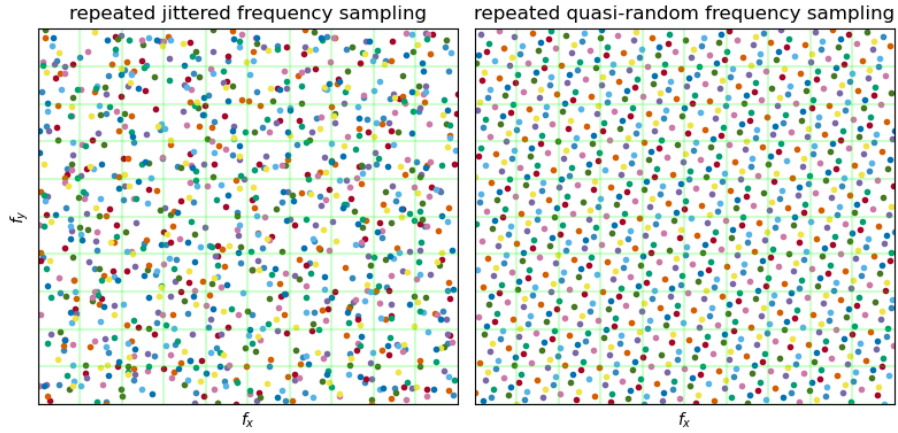 repeated jittered frequency sampling
repeated quasi-random frequency sampling
f_y
f_x
f_x